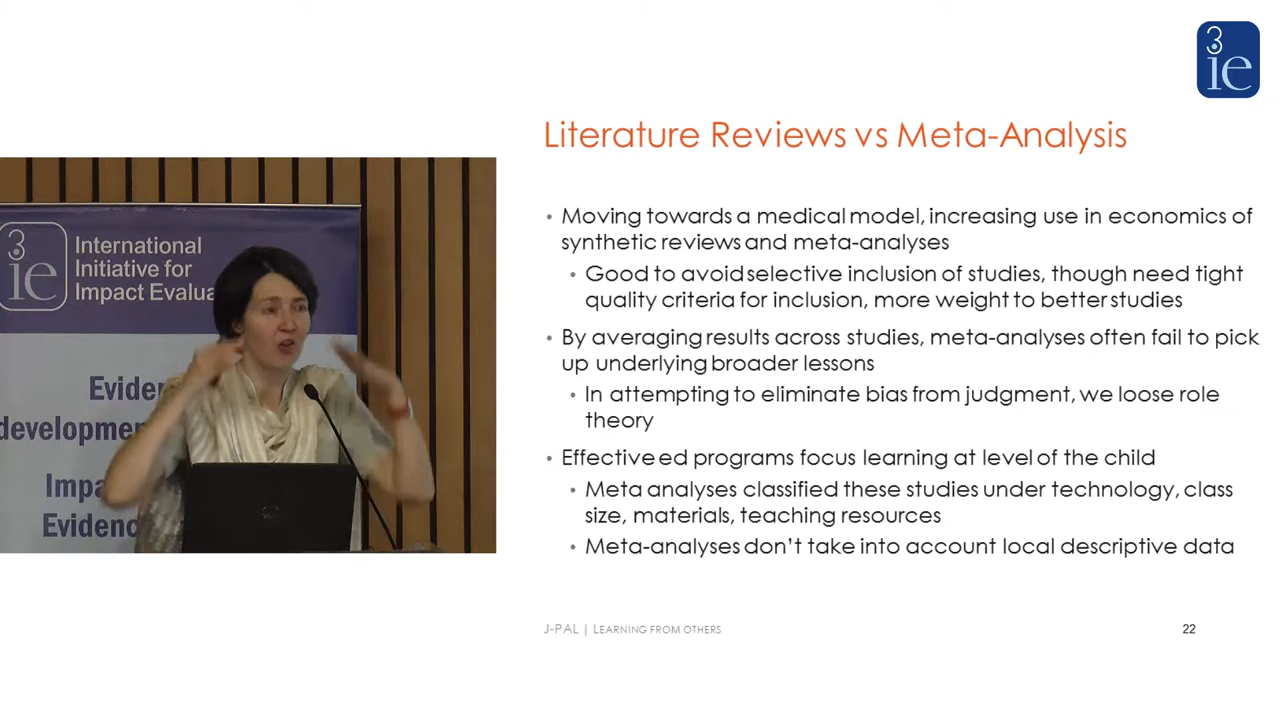 3
ie
Literature Reviews vs Meta-Analysis
• Moving towards a medical model, increasing use in economics of
synthetic reviews and meta-analyses
• Good to avoid selective inclusion of studies, though need tight
quality criteria for inclusion, more weight to better studies
• By averaging results across studies, meta-analyses often fail to pick
up underlying broader lessons
• In attempting to eliminate bias from judgment, we loose role
theory
• Effective ed programs focus learning at level of the child
• Meta analyses classified these studies under technology, class
size, materials, teaching resources
• Meta-analyses don't take into account local descriptive data
J-PAL | LEARNING FROM OTHERS
22
3
ie
International
Initiative for
Impact Evalua
Evide
developmen
Impa
Evidenc